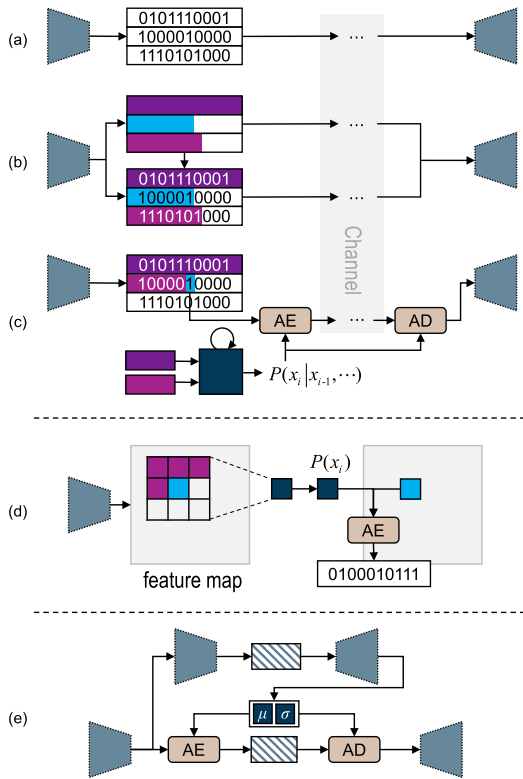 (a)
0101110001
1000010000
1110101000
...
(b)
...
0101110001
1000010000
1110101000
...
Channel
(c)
0101110001
1000010000
1110101000
AE
...
AD
P(x_i|x_{i-1},⋯)
(d)
feature map
P(x_i)
AE
0100010111
(e)
μ σ
AE
AD